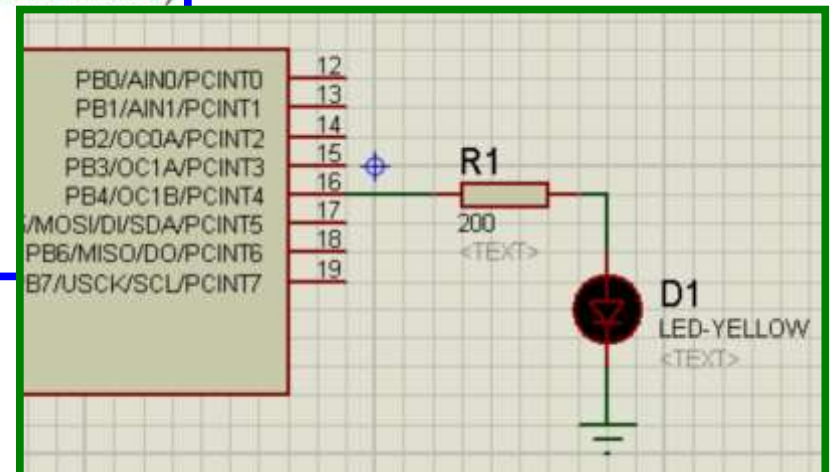 PB0/AIN0/PCINT0 12
PB1/AIN1/PCINT1 13
PB2/OC0A/PCINT2 14
PB3/OC1A/PCINT3 15
PB4/OC1B/PCINT4 16
/MOSI/DI/SDA/PCINT5 17
PB6/MISO/DO/PCINT6 18
B7/USCK/SCL/PCINT7 19
R1
200
<TEXT>
D1
LED-YELLOW
<TEXT>